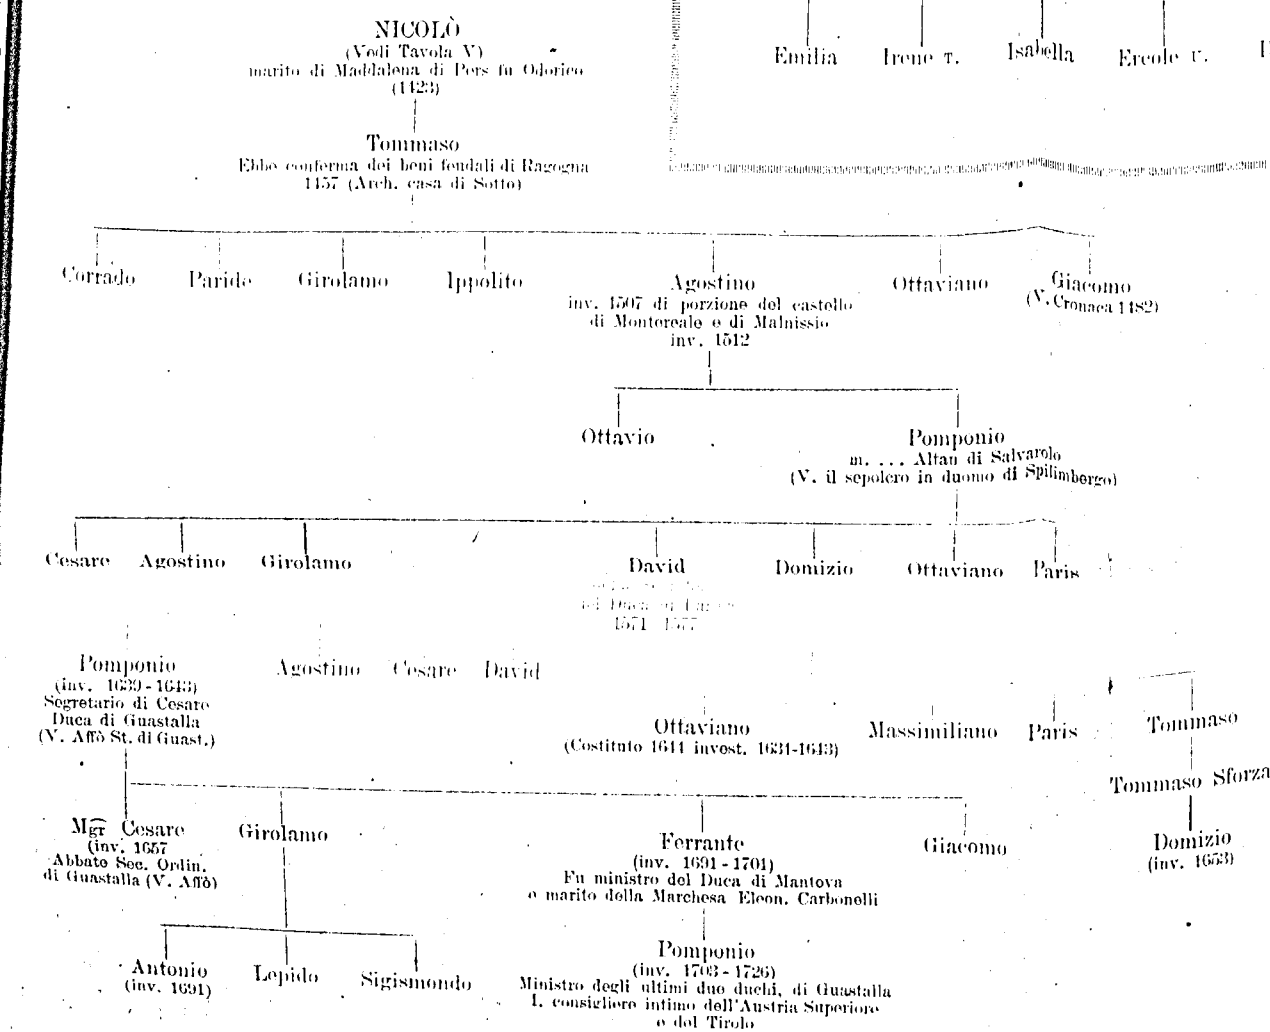 NICOLÒ
(Vedi Tavola V)
marito di Maddalena di Pers fu Odorico
(1423)
Emilia Irene T. Isabella Ercole U.
Tommaso
Ebbe conferma dei beni feudali di Ragogna
1457 (Arch. casa di Sotto)
Corrado Paride Girolamo Ippolito Agostino Ottaviano Giacomo
(V. Cronaca 1482)
inv. 1507 di porzione del castello
di Montereale e di Malnissio
inv. 1512
Ottavio Pomponio
m. ... Altan di Salvarolo
(V. il sepolcro in duomo di Spilimbergo)
Cesare Agostino Girolamo David Domizio Ottaviano Paris
1571 1577
Pomponio Agostino Cesare David
(inv. 1639-1643)
Segretario di Cesare
Duca di Guastalla
(V. Affò St. di Guast.)
Ottaviano Massimiliano Paris Tommaso
(Costituto 1644 invest. 1631-1643)
Tommaso Sforza
Mgr Cesare Girolamo Ferrante Giacomo Domizio
(inv. 1657
Abbate Sec. Ordin.
di Guastalla (V. Affò)
(inv. 1691-1701)
Fu ministro del Duca di Mantova
e marito della Marchesa Eleon. Carbonelli
(inv. 1653)
Antonio Lepido Sigismondo Pomponio
(inv. 1691)
(inv. 1703-1726)
Ministro degli ultimi due duchi, di Guastalla
I. consigliere intimo dell'Austria Superiore
e del Tirolo